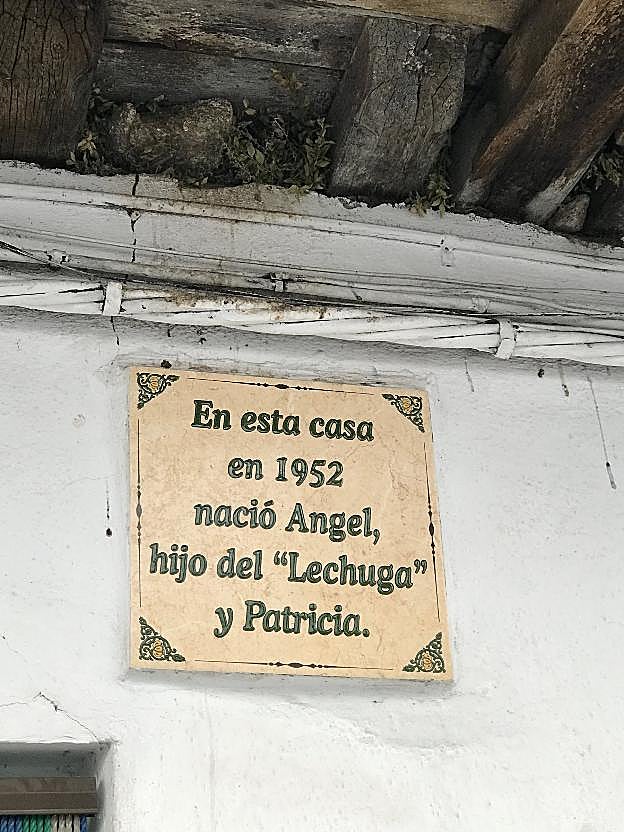 En esta casa
en 1952
nació Angel,
hijo del “Lechuga”
y Patricia.